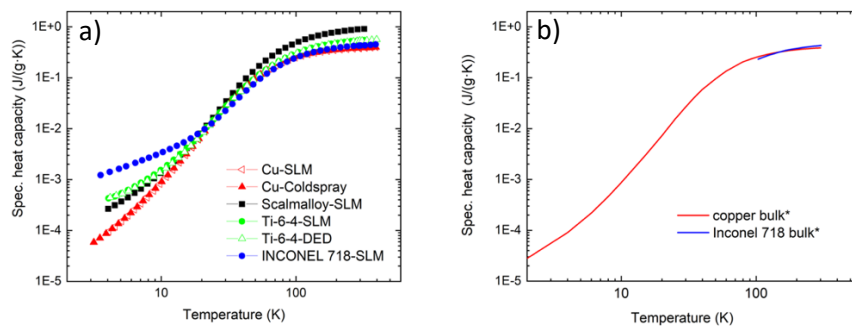 a)
1E+0
1E-1
1E-2
1E-3
1E-4
1E-5
Spec. heat capacity (J/(g·K)
10
100
Temperature (K)
Cu-SLM
Cu-Coldspray
Scalmalloy-SLM
Ti-6-4-SLM
Ti-6-4-DED
INCONEL 718-SLM
b)
1E+0
1E-1
1E-2
1E-3
1E-4
1E-5
Spec. heat capacity (J/(g·K)
10
100
Temperature (K)
copper bulk*
Inconel 718 bulk*